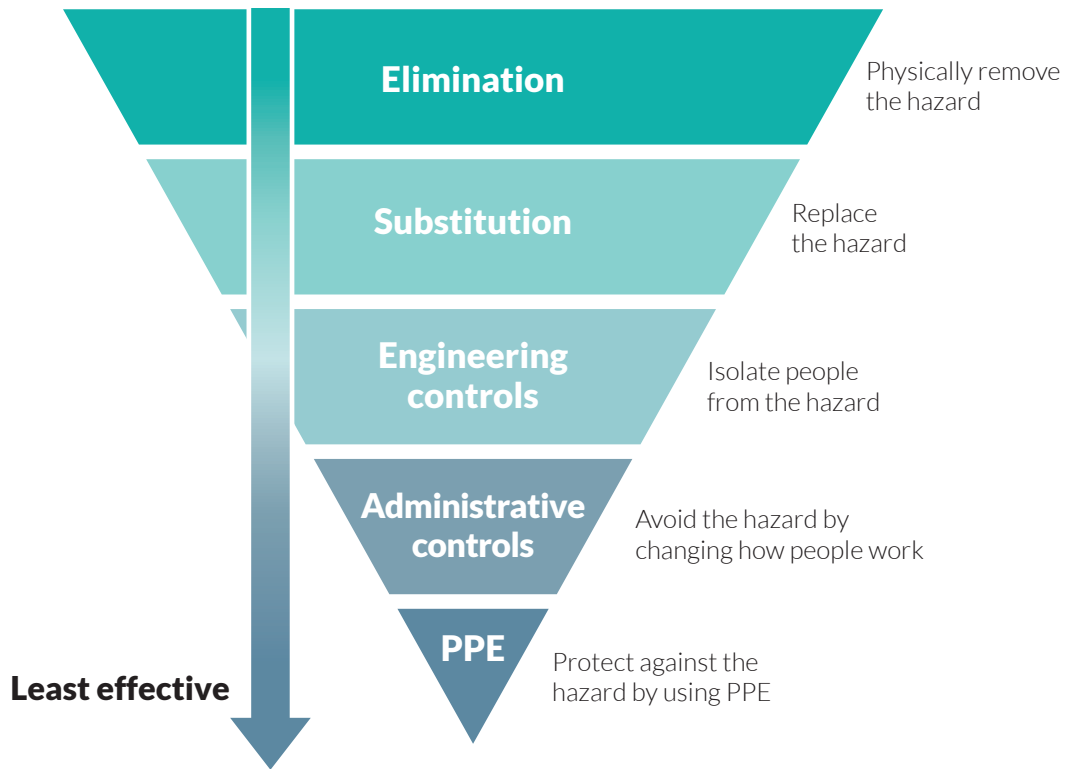 Elimination
Physically remove
the hazard
Substitution
Replace
the hazard
Engineering
controls
Isolate people
from the hazard
Administrative
controls
Avoid the hazard by
changing how people work
PPE
Protect against the
hazard by using PPE
Least effective